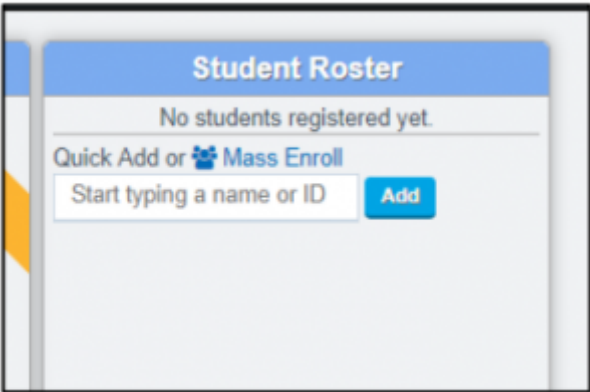 Student Roster
No students registered yet.
Quick Add or Mass Enroll
Start typing a name or ID
Add